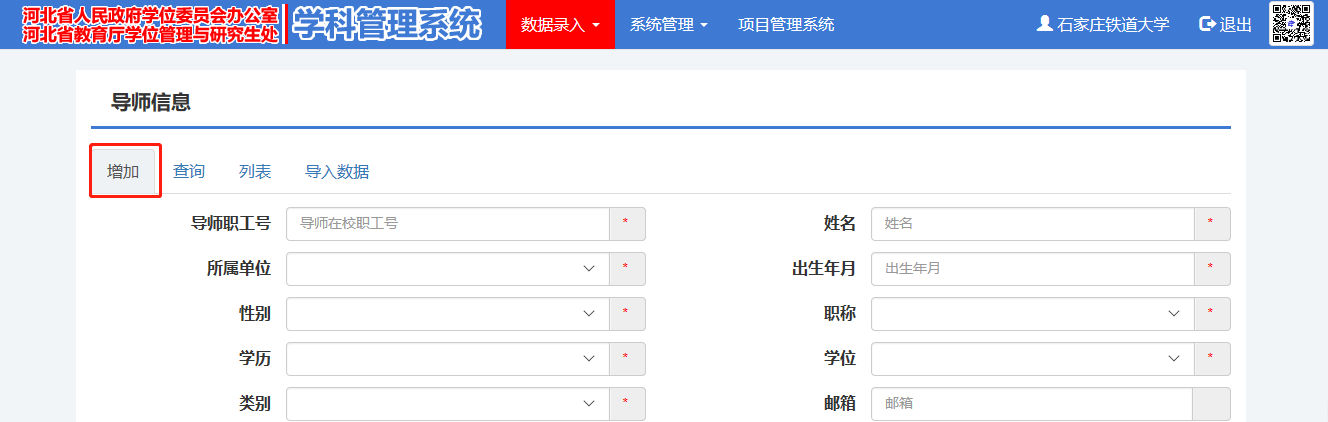 河北省人民政府学位委员会办公室
河北省教育厅学位管理与研究生处
学科管理系统
数据录入 系统管理 项目管理系统 石家庄铁道大学 退出
导师信息
增加 查询 列表 导入数据
导师职工号 导师在校职工号 * 姓名 姓名 *
所属单位 * 出生年月 出生年月 *
性别 * 职称 *
学历 * 学位 *
类别 * 邮箱 邮箱